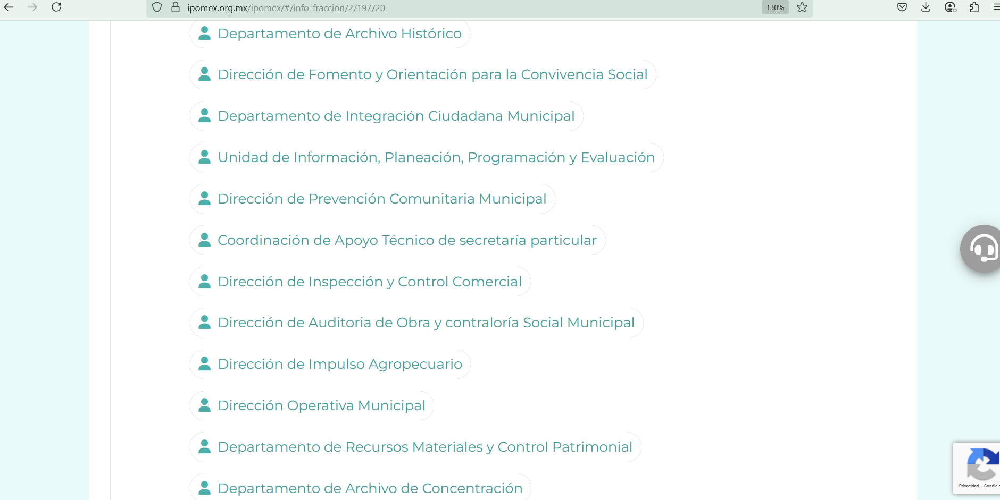 ipomex.org.mx/ipomex/#/info-fraccion/2/197/20
130%
Departamento de Archivo Histórico
Dirección de Fomento y Orientación para la Convivencia Social
Departamento de Integración Ciudadana Municipal
Unidad de Información, Planeación, Programación y Evaluación
Dirección de Prevención Comunitaria Municipal
Coordinación de Apoyo Técnico de secretaría particular
Dirección de Inspección y Control Comercial
Dirección de Auditoria de Obra y contraloría Social Municipal
Dirección de Impulso Agropecuario
Dirección Operativa Municipal
Departamento de Recursos Materiales y Control Patrimonial
Departamento de Archivo de Concentración
Privacidad - Condicio